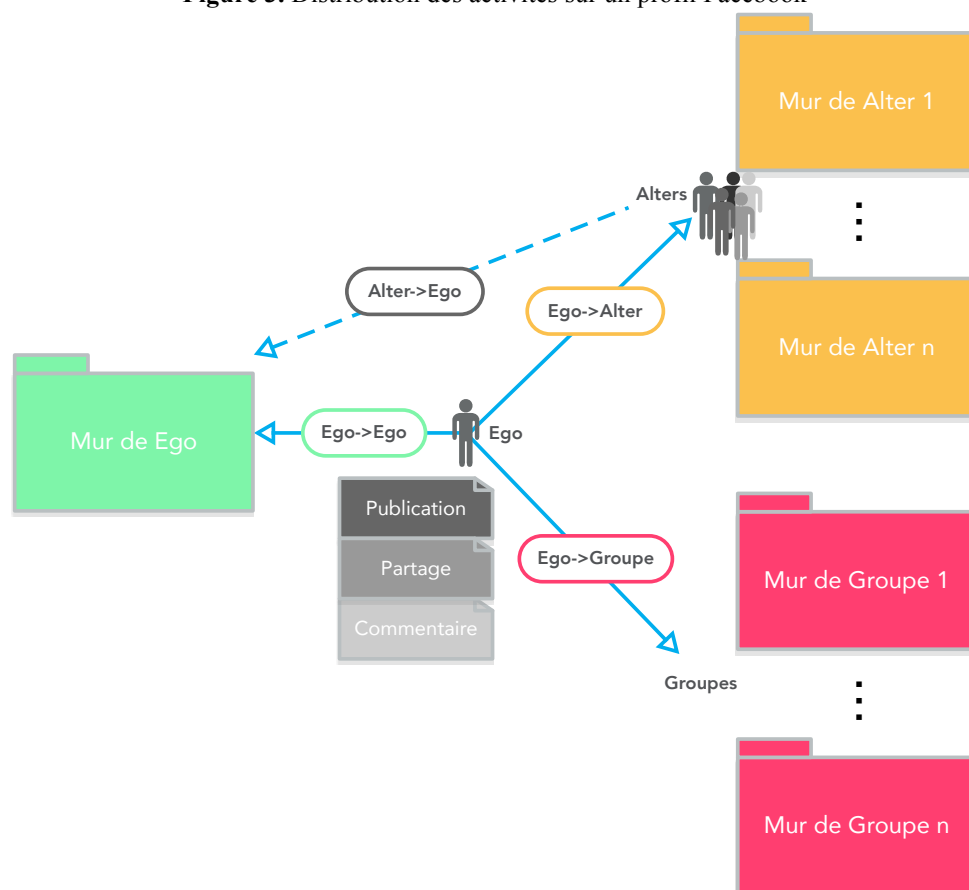 Figure 3. Distribution des activités sur un profil Facebook
Mur de Alter 1
Alters
Alter->Ego
Ego->Alter
Mur de Alter n
Mur de Ego
Ego->Ego
Ego
Publication
Partage
Commentaire
Ego->Groupe
Mur de Groupe 1
Groupes
Mur de Groupe n